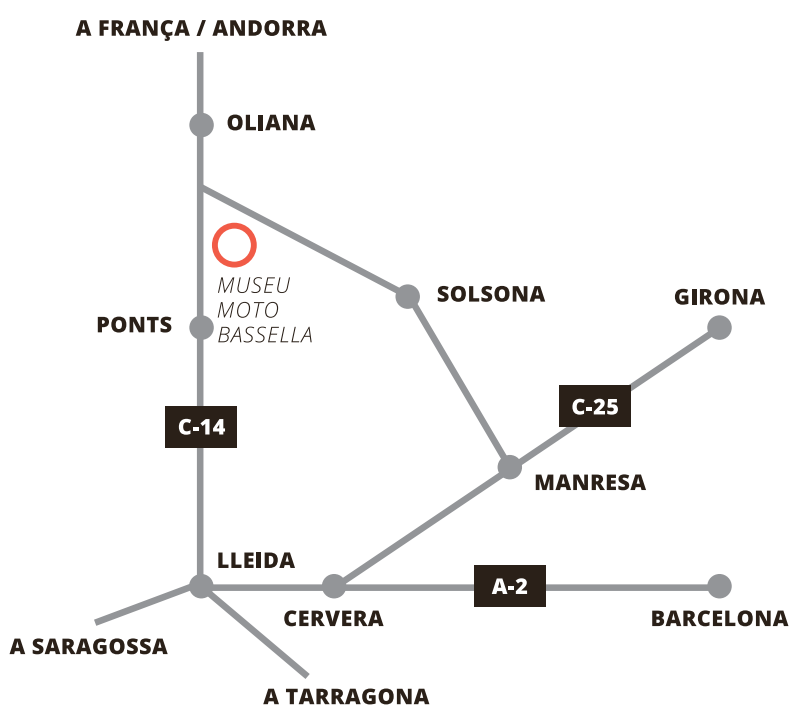 A FRANÇA / ANDORRA
OLIANA
MUSEU
MOTO
BASSELLA
SOLSONA
GIRONA
PONTS
C-25
C-14
MANRESA
LLEIDA
A-2
CERVERA
BARCELONA
A SARAGOSSA
A TARRAGONA